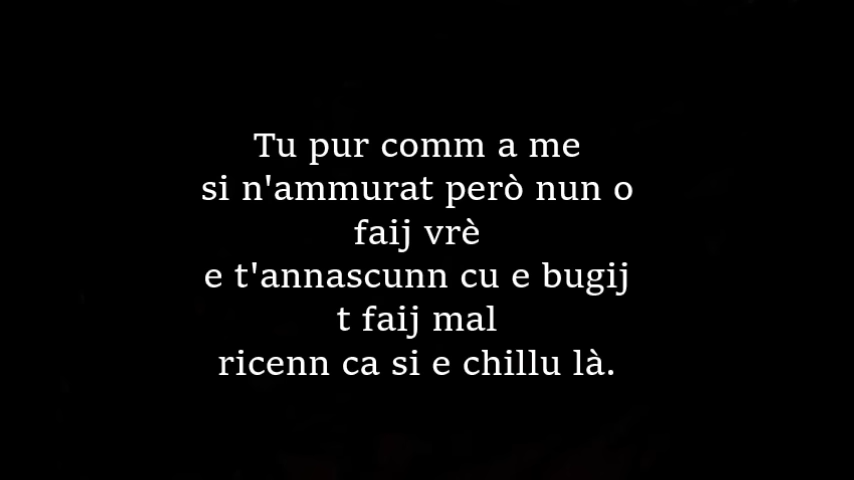 Tu pur comm a me
si n'ammurat però nun o
faij vrè
e t'annascunn cu e bugij
t faij mal
ricenn ca si e chillu là.